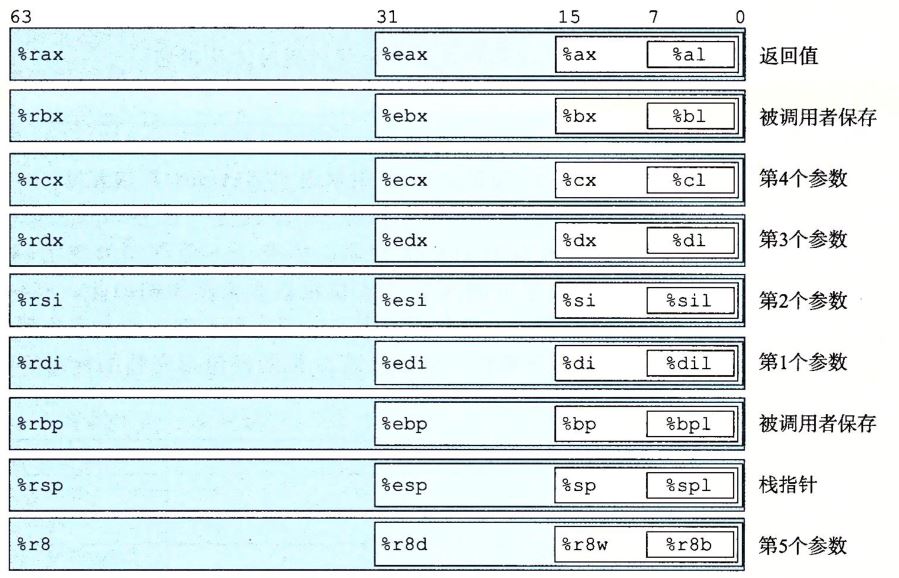 63 31 15 7 0
%rax %eax %ax %al 返回值
%rbx %ebx %bx %bl 被调用者保存
%rcx %ecx %cx %cl 第4个参数
%rdx %edx %dx %dl 第3个参数
%rsi %esi %si %sil 第2个参数
%rdi %edi %di %dil 第1个参数
%rbp %ebp %bp %bpl 被调用者保存
%rsp %esp %sp %spl 栈指针
%r8 %r8d %r8w %r8b 第5个参数